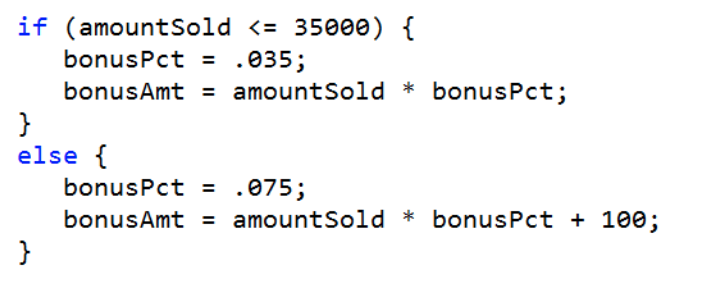 if (amountSold <= 35000) {
   bonusPct = .035;
   bonusAmt = amountSold * bonusPct;
}
else {
   bonusPct = .075;
   bonusAmt = amountSold * bonusPct + 100;
}